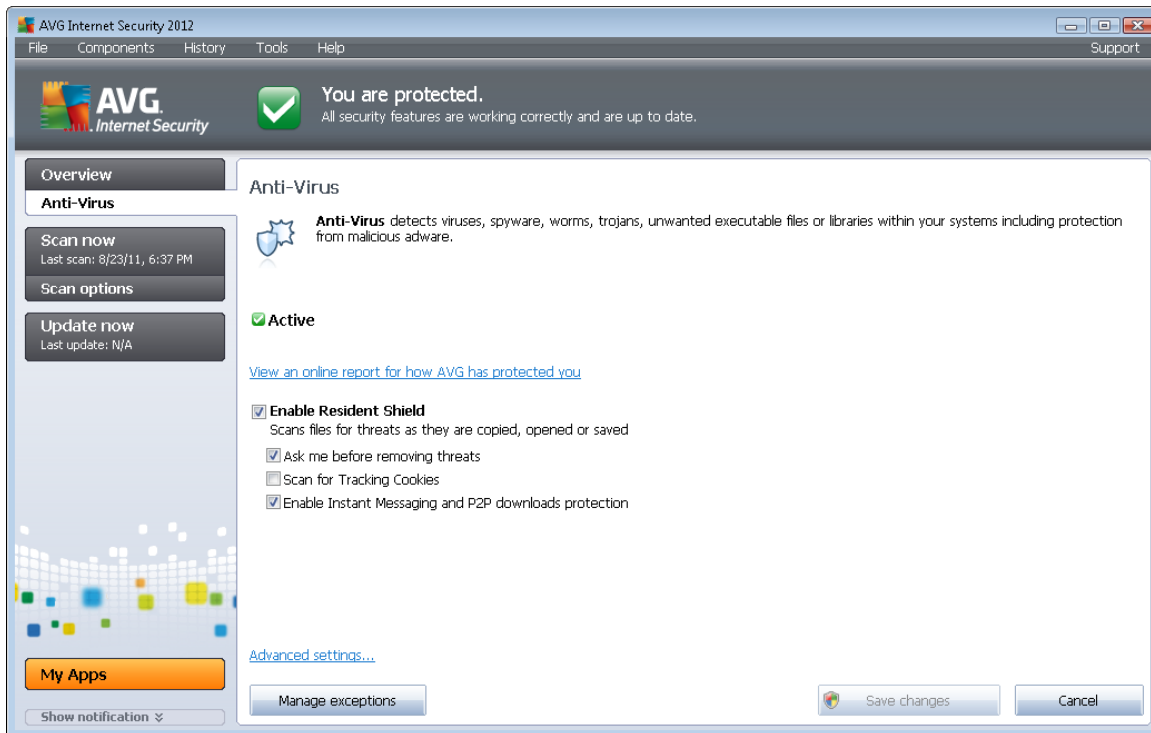 AVG Internet Security 2012
File Components History Tools Help Support
AVG.
Internet Security
You are protected.
All security features are working correctly and are up to date.
Overview
Anti-Virus
Scan now
Last scan: 8/23/11, 6:37 PM
Scan options
Update now
Last update: N/A
My Apps
Show notification
Anti-Virus
Anti-Virus detects viruses, spyware, worms, trojans, unwanted executable files or libraries within your systems including protection
from malicious adware.
Active
View an online report for how AVG has protected you
Enable Resident Shield
Scans files for threats as they are copied, opened or saved
Ask me before removing threats
Scan for Tracking Cookies
Enable Instant Messaging and P2P downloads protection
Advanced settings...
Manage exceptions
Save changes
Cancel